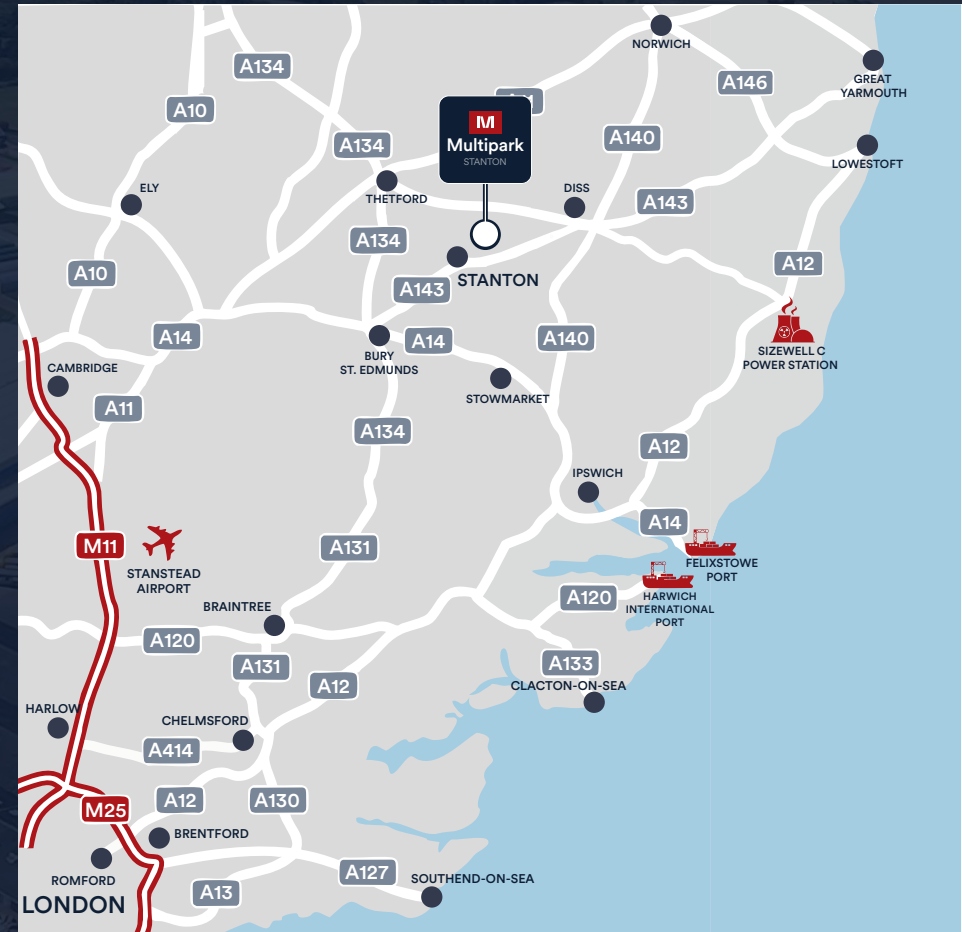 NORWICH
A134
GREAT
YARMOUTH
A146
A10
M
Multipark
STANTON
A140
A134
LOWESTOFT
ELY
THETFORD
DISS
A143
A134
A12
A10
A143
STANTON
A14
BURY
ST. EDMUNDS
A14
A140
SIZEWELL C
POWER STATION
CAMBRIDGE
STOWMARKET
A11
A134
A12
IPSWICH
A14
M11
STANSTEAD
AIRPORT
A131
FELIXSTOWE
PORT
A120
HARWICH
INTERNATIONAL
PORT
BRAINTREE
A120
A131
A133
A12
CLACTON-ON-SEA
HARLOW
CHELMSFORD
A414
M25
A12
A130
BRENTFORD
ROMFORD
A127
SOUTHEND-ON-SEA
A13
LONDON